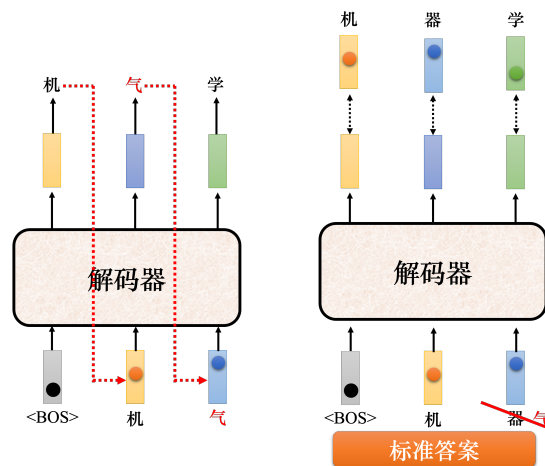 机 器 学
机 气 学
解码器
解码器
<BOS> 机 气
<BOS> 机 器 气
标准答案